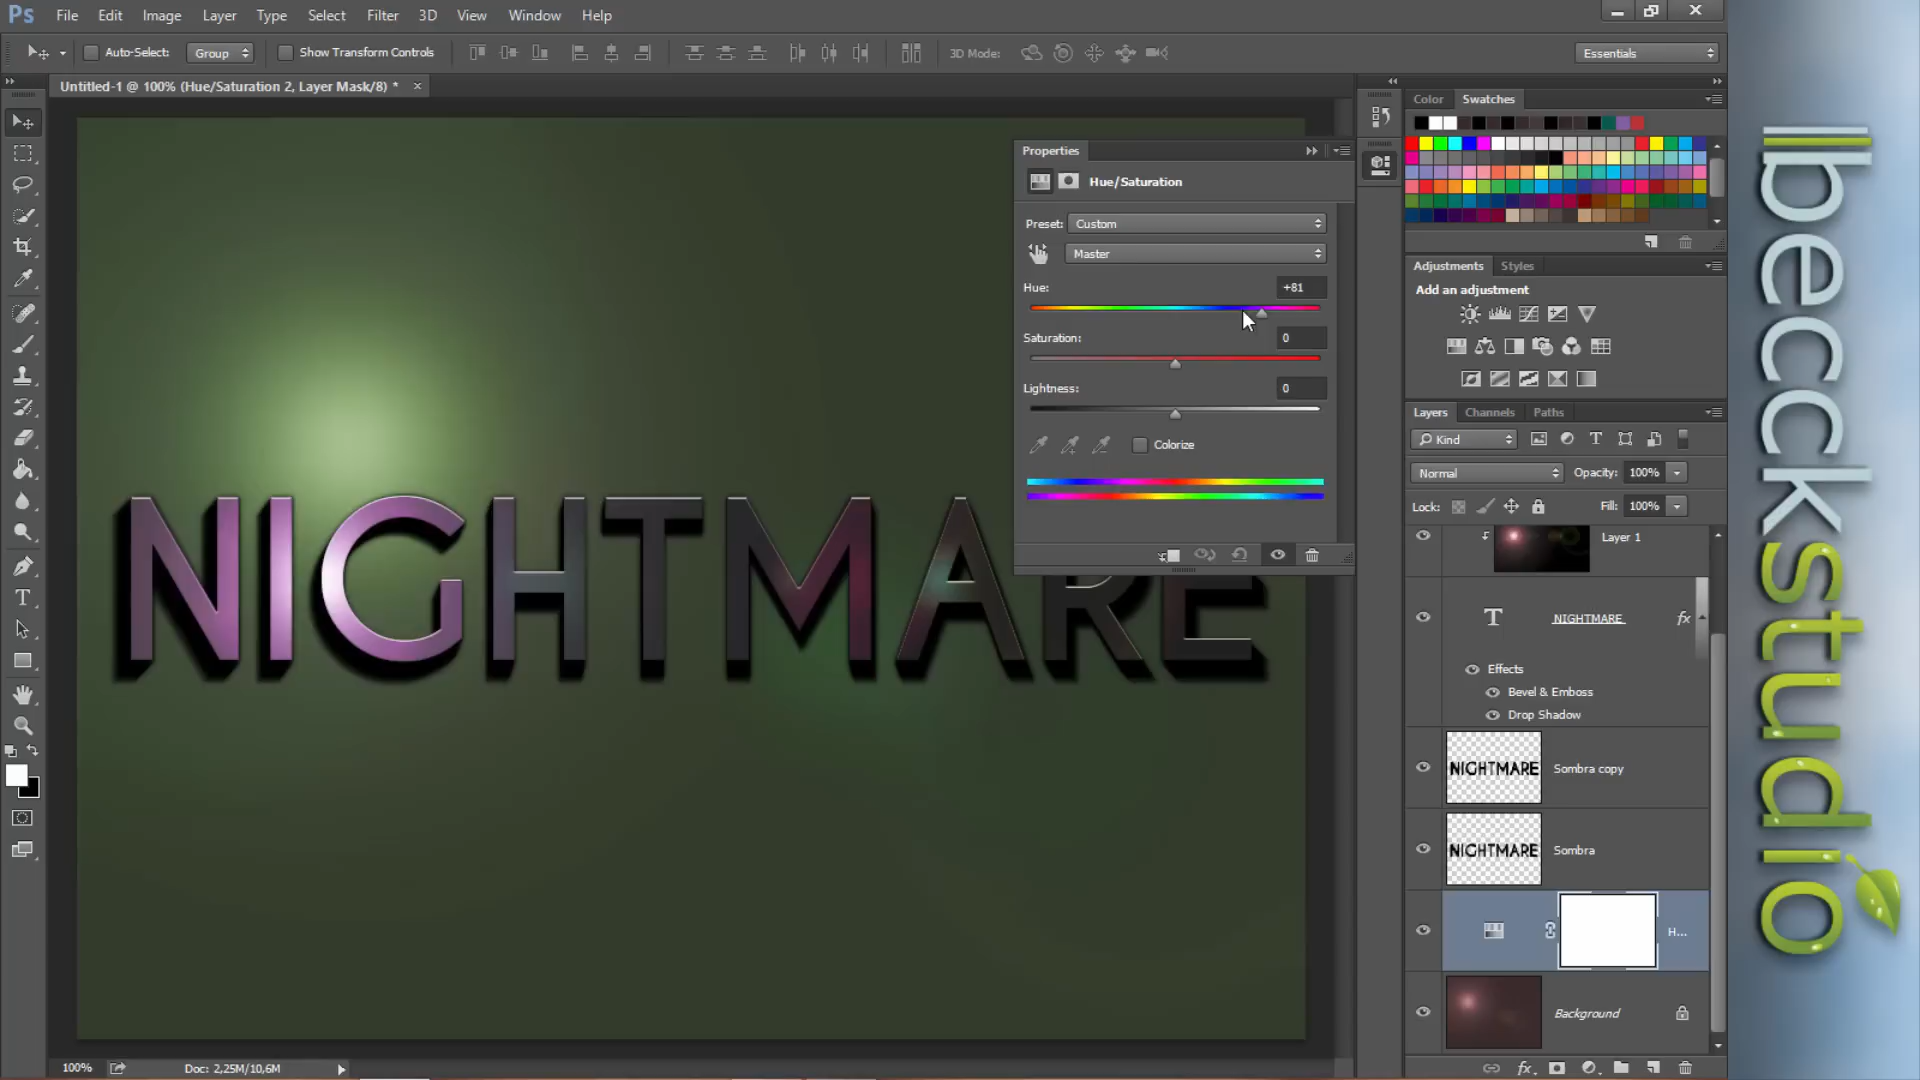 Ps File Edit Image Layer Type Select Filter 3D View Window Help
Auto-Select: Group Show Transform Controls 3D Mode: Essentials
Untitled-1 @ 100% (Hue/Saturation 2, Layer Mask/8) * ×
Color Swatches
Properties
Hue/Saturation
Preset: Custom
Master
Hue: +81
Saturation: 0
Lightness: 0
Colorize
Adjustments Styles
Add an adjustment
Layers Channels Paths
Kind
Normal Opacity: 100%
Lock: Fill: 100%
Layer 1
T NIGHTMARE fx
Effects
Bevel & Emboss
Drop Shadow
NIGHTMARE Sombra copy
NIGHTMARE Sombra
H...
Background
NIGHTMARE
100% Doc: 2,25M/10,6M
fx
lbecckstudio